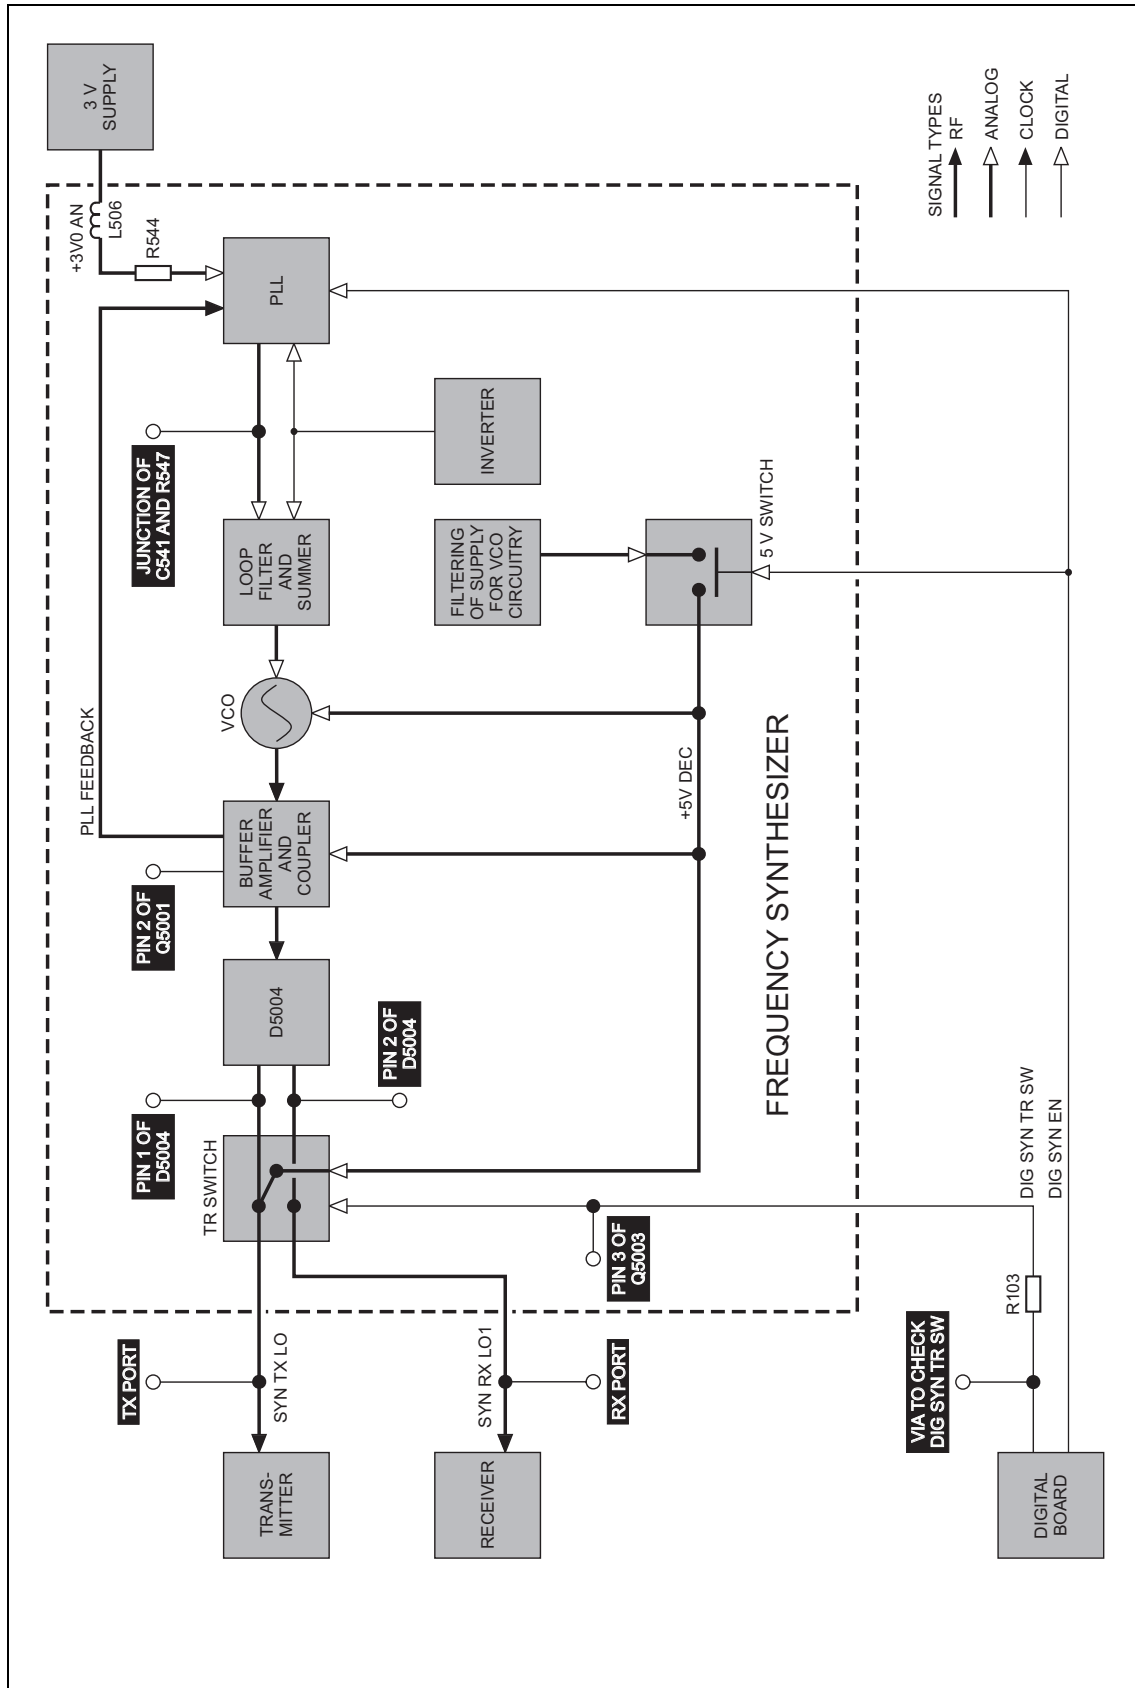 3 V
SUPPLY
+3V0 AN
L506
R544
PLL
PLL FEEDBACK
JUNCTION OF
C541 AND R547
LOOP
FILTER
AND
SUMMER
INVERTER
FILTERING
OF SUPPLY
FOR VCO
CIRCUITRY
5 V SWITCH
VCO
+5V DEC
BUFFER
AMPLIFIER
AND
COUPLER
PIN 2 OF
Q5001
D5004
PIN 1 OF
D5004
PIN 2 OF
D5004
TR SWITCH
PIN 3 OF
Q5003
FREQUENCY SYNTHESIZER
TX PORT
SYN TX LO
TRANS-
MITTER
SYN RX LO1
RX PORT
RECEIVER
DIG SYN TR SW
DIG SYN EN
R103
VIA TO CHECK
DIG SYN TR SW
DIGITAL
BOARD
SIGNAL TYPES
RF
ANALOG
CLOCK
DIGITAL